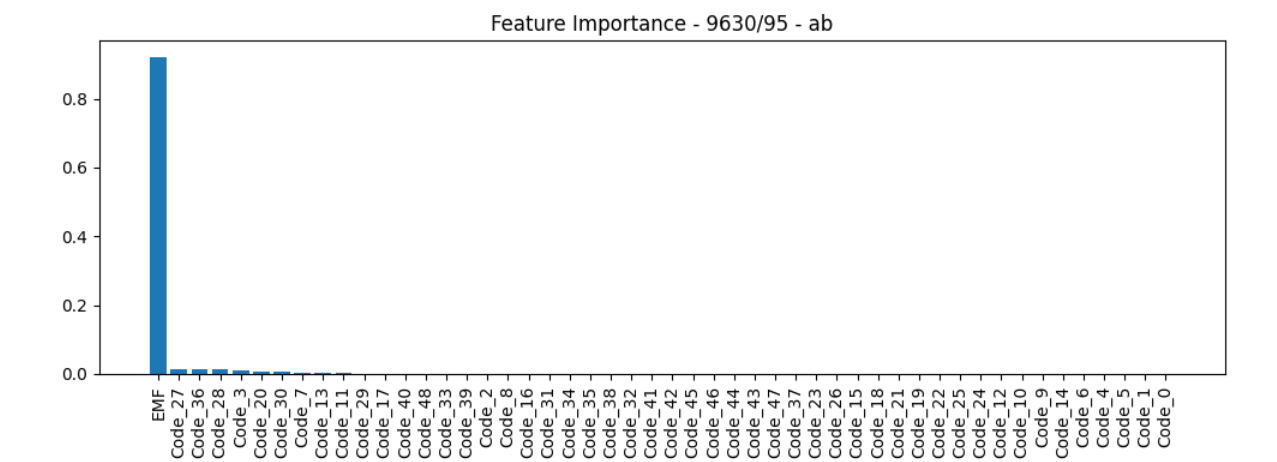 Feature Importance - 9630/95 - ab
0.8
0.6
0.4
0.2
0.0
EMF
Code_27
Code_36
Code_28
Code_3
Code_20
Code_30
Code_7
Code_13
Code_11
Code_29
Code_17
Code_40
Code_48
Code_33
Code_39
Code_2
Code_8
Code_16
Code_31
Code_34
Code_35
Code_38
Code_32
Code_41
Code_42
Code_45
Code_46
Code_44
Code_43
Code_47
Code_37
Code_23
Code_26
Code_15
Code_18
Code_21
Code_19
Code_22
Code_25
Code_24
Code_12
Code_10
Code_9
Code_14
Code_6
Code_4
Code_5
Code_1
Code_0